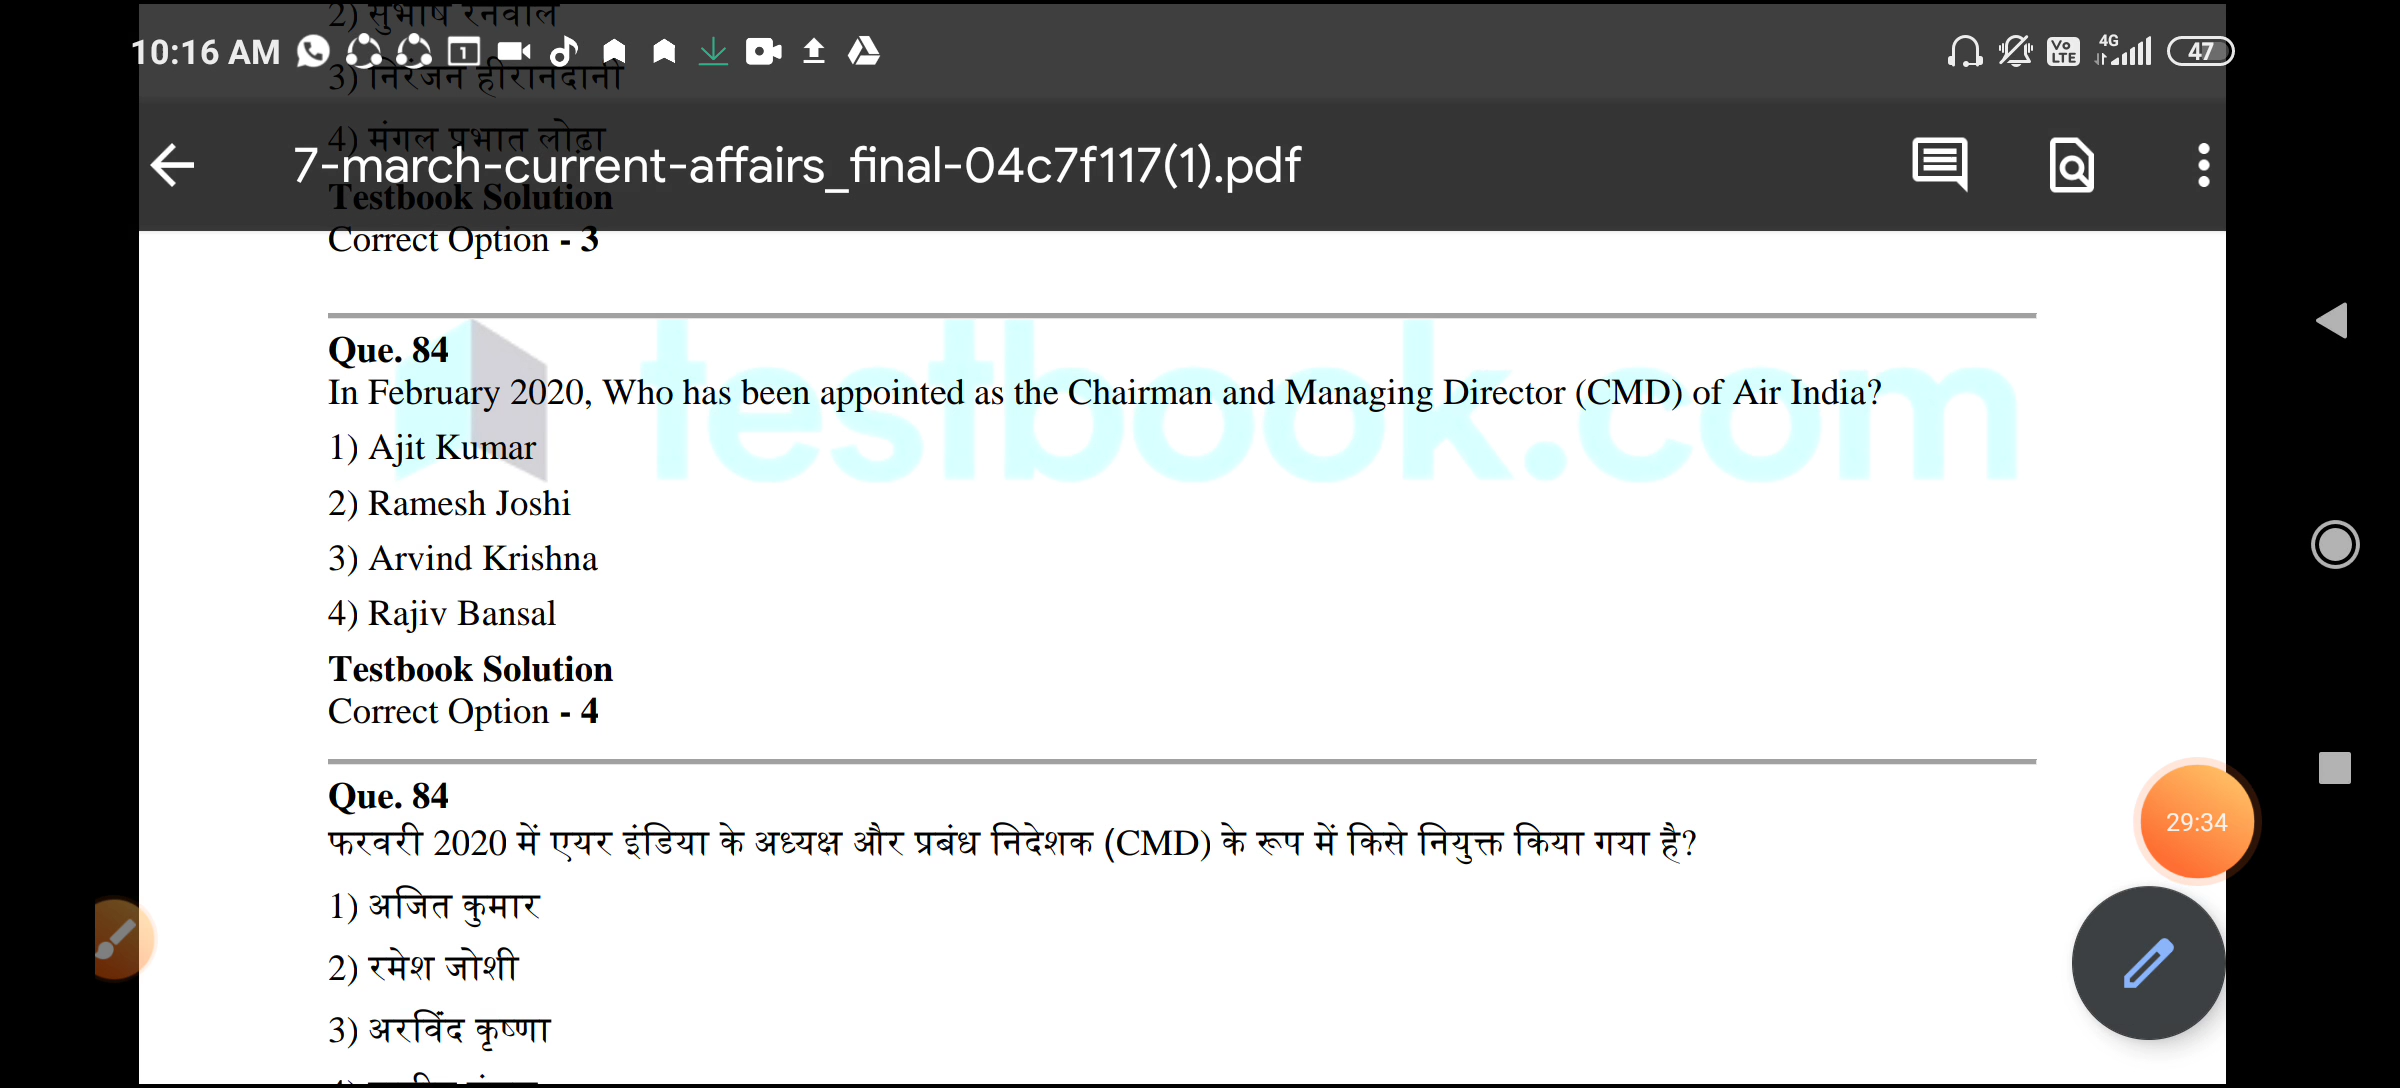 2) सुभाष रनवाल
10:16 AM
1
Vo LTE
4G
47
3) निरंजन हीरानंदानी
4) मंगल प्रभात लोढ़ा
7-march-current-affairs_final-04c7f117(1).pdf
Testbook Solution
Correct Option - 3
testbook.com
Que. 84
In February 2020, Who has been appointed as the Chairman and Managing Director (CMD) of Air India?
1) Ajit Kumar
2) Ramesh Joshi
3) Arvind Krishna
4) Rajiv Bansal
Testbook Solution
Correct Option - 4
Que. 84
फरवरी 2020 में एयर इंडिया के अध्यक्ष और प्रबंध निदेशक (CMD) के रूप में किसे नियुक्त किया गया है?
29:34
1) अजित कुमार
2) रमेश जोशी
3) अरविंद कृष्णा